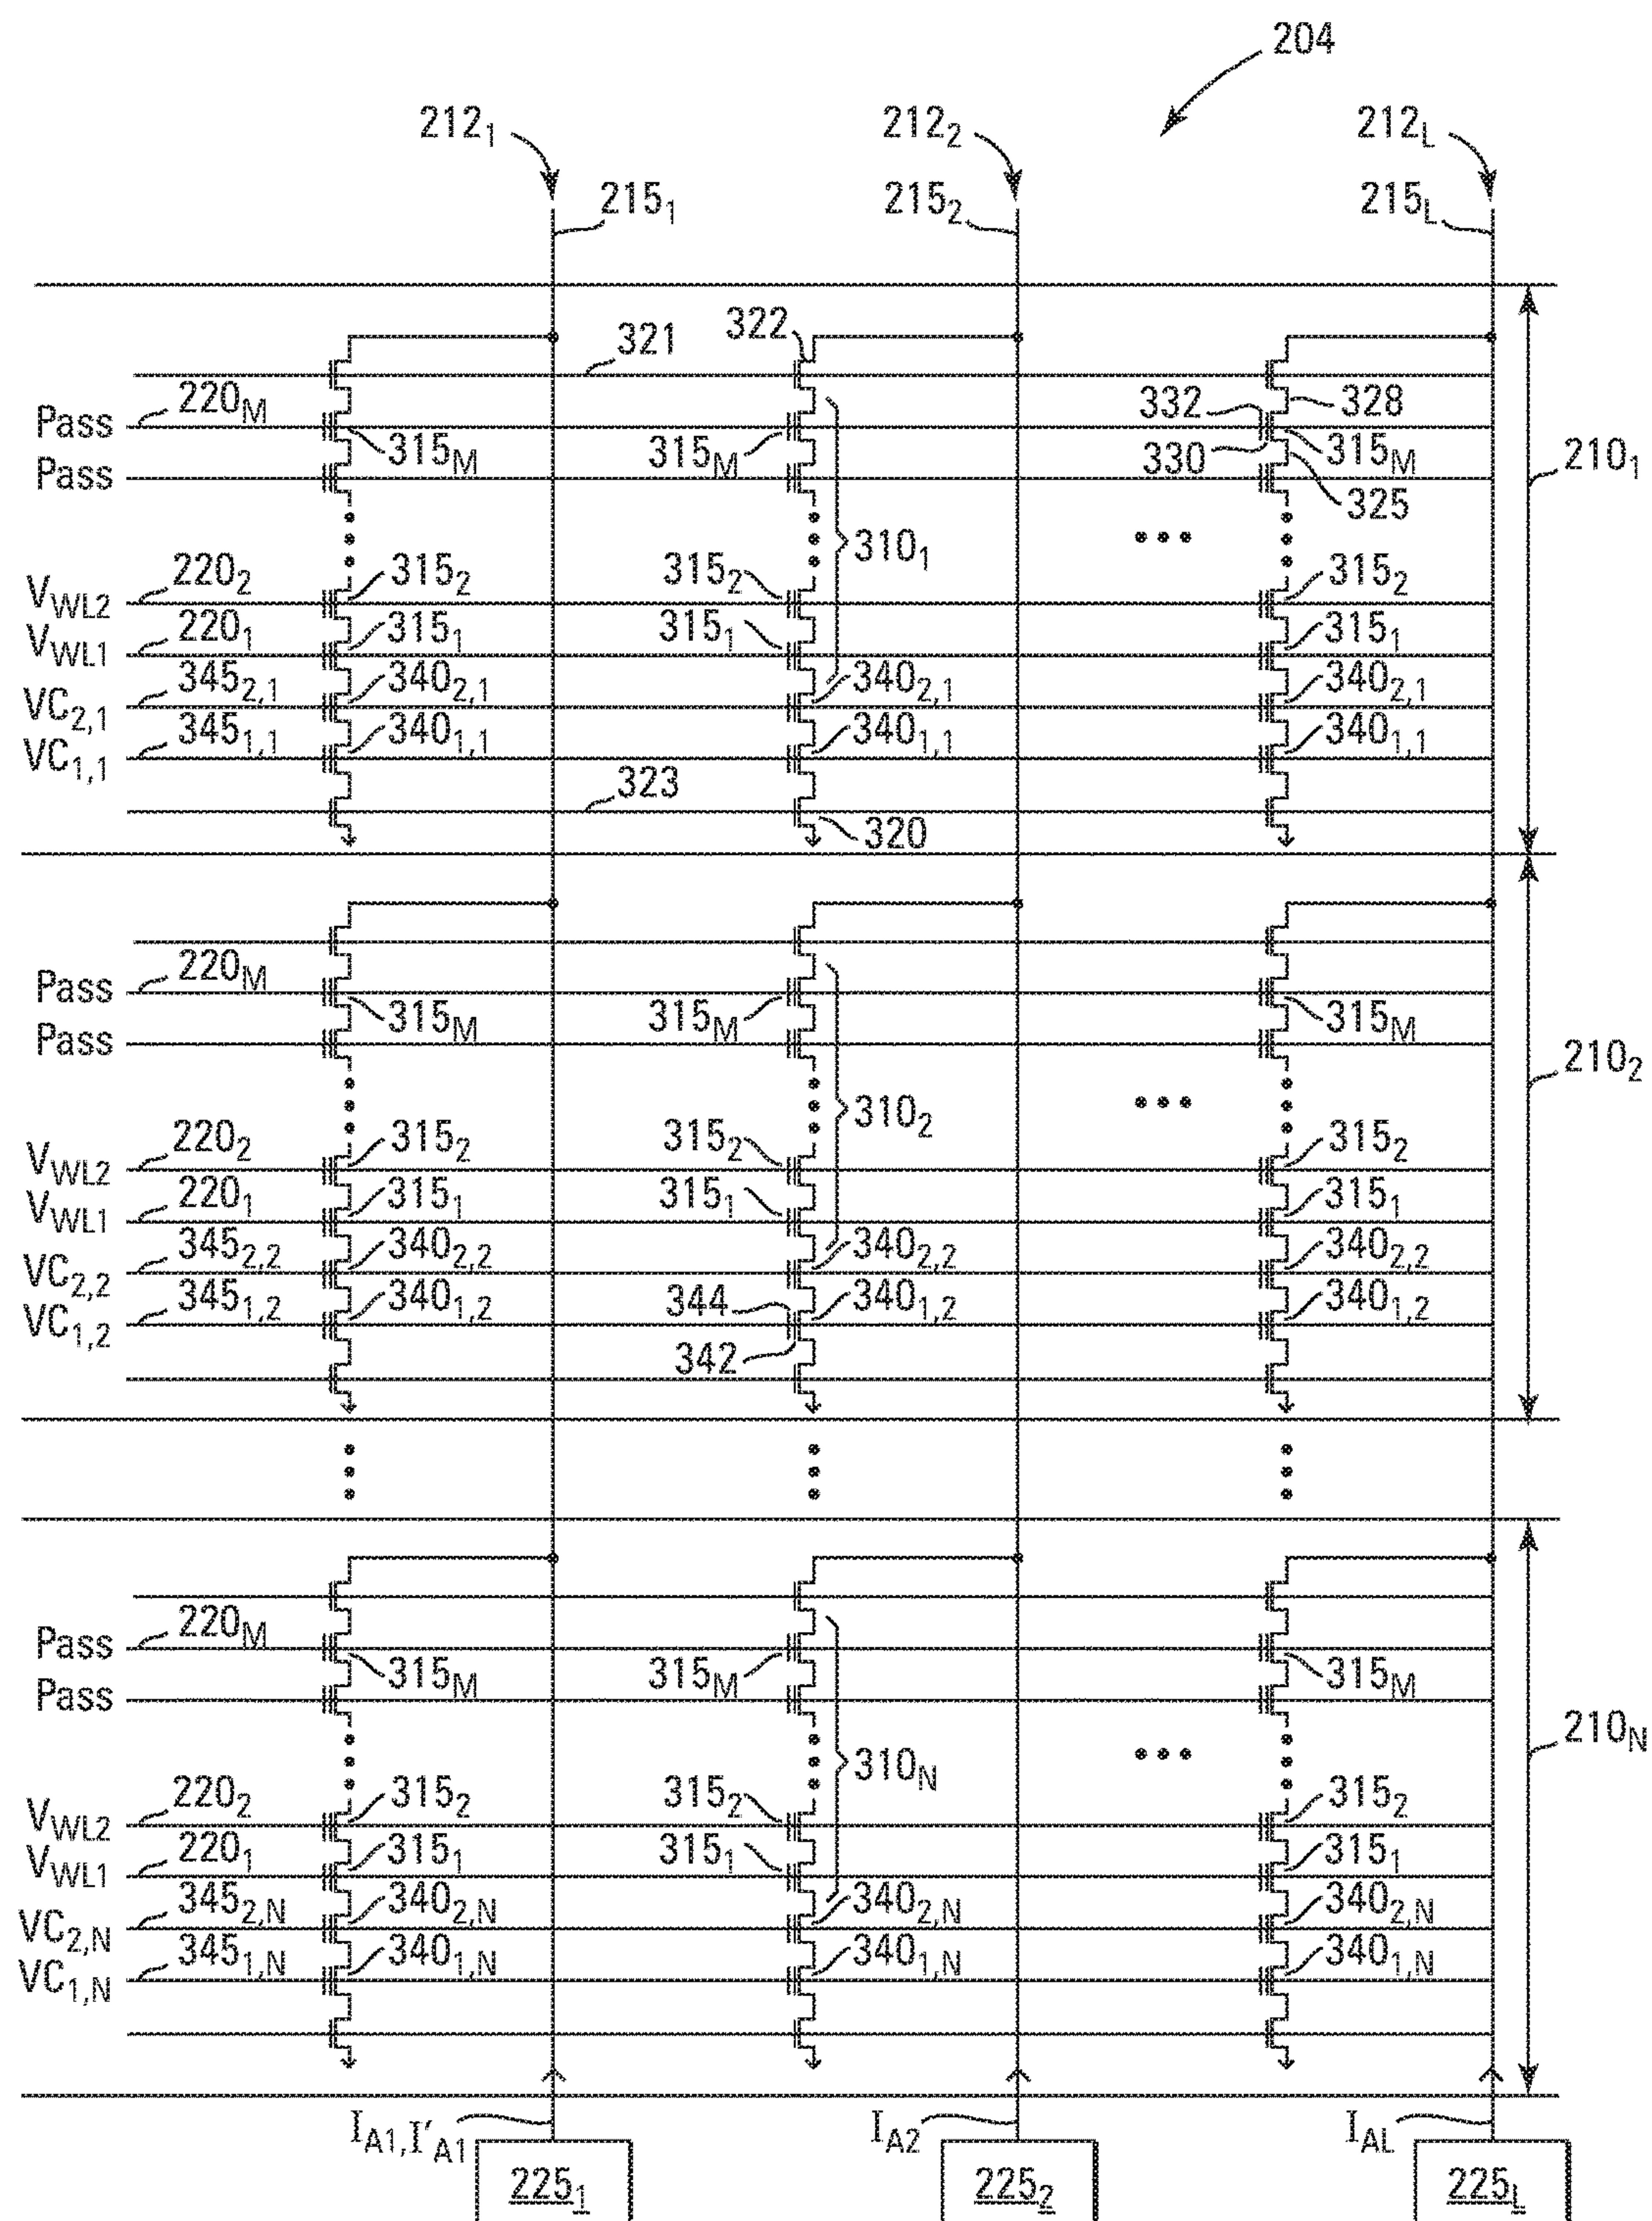 204
212₁ 212₂ 212L
215₁ 215₂ 215L
322
321
332 328
Pass 220M 315M 315M 330 315M 210₁
Pass 325
310₁
VWL2 220₂ 315₂ 315₂ 315₂
VWL1 220₁ 315₁ 315₁ 315₁
VC2,1 3452,1 3402,1 3402,1 3402,1
VC1,1 3451,1 3401,1 3401,1 3401,1
323
320
Pass 220M 315M 315M 315M
Pass 210₂
310₂
VWL2 220₂ 315₂ 315₂ 315₂
VWL1 220₁ 315₁ 315₁ 315₁
VC2,2 3452,2 3402,2 3402,2 3402,2
VC1,2 3451,2 3401,2 344 3401,2 3401,2
342
Pass 220M 315M 315M 315M
Pass 210N
310N
VWL2 220₂ 315₂ 315₂ 315₂
VWL1 220₁ 315₁ 315₁ 315₁
VC2,N 3452,N 3402,N 3402,N 3402,N
VC1,N 3451,N 3401,N 3401,N 3401,N
IA1, I′A1 IA2 IAL
225₁ 225₂ 225L